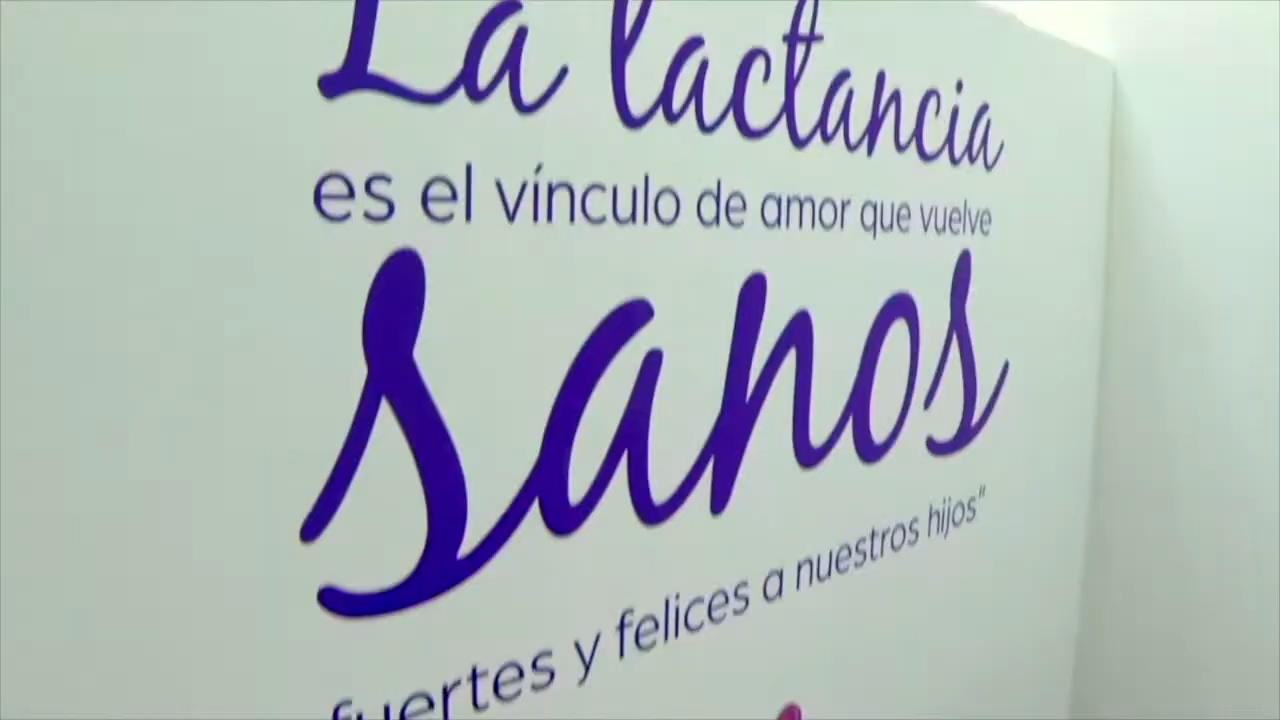 La lactancia
es el vínculo de amor que vuelve
sanos
fuertes y felices a nuestros hijos"